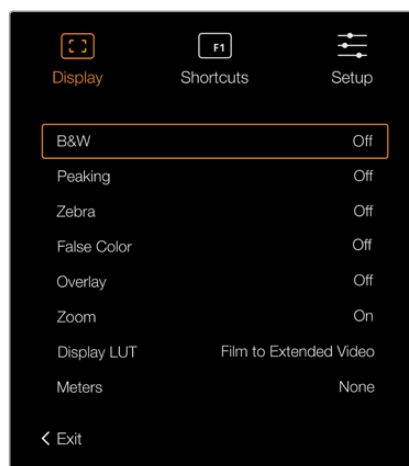 F1
Display Shortcuts Setup
B&W Off
Peaking Off
Zebra Off
False Color Off
Overlay Off
Zoom On
Display LUT Film to Extended Video
Meters None
Exit